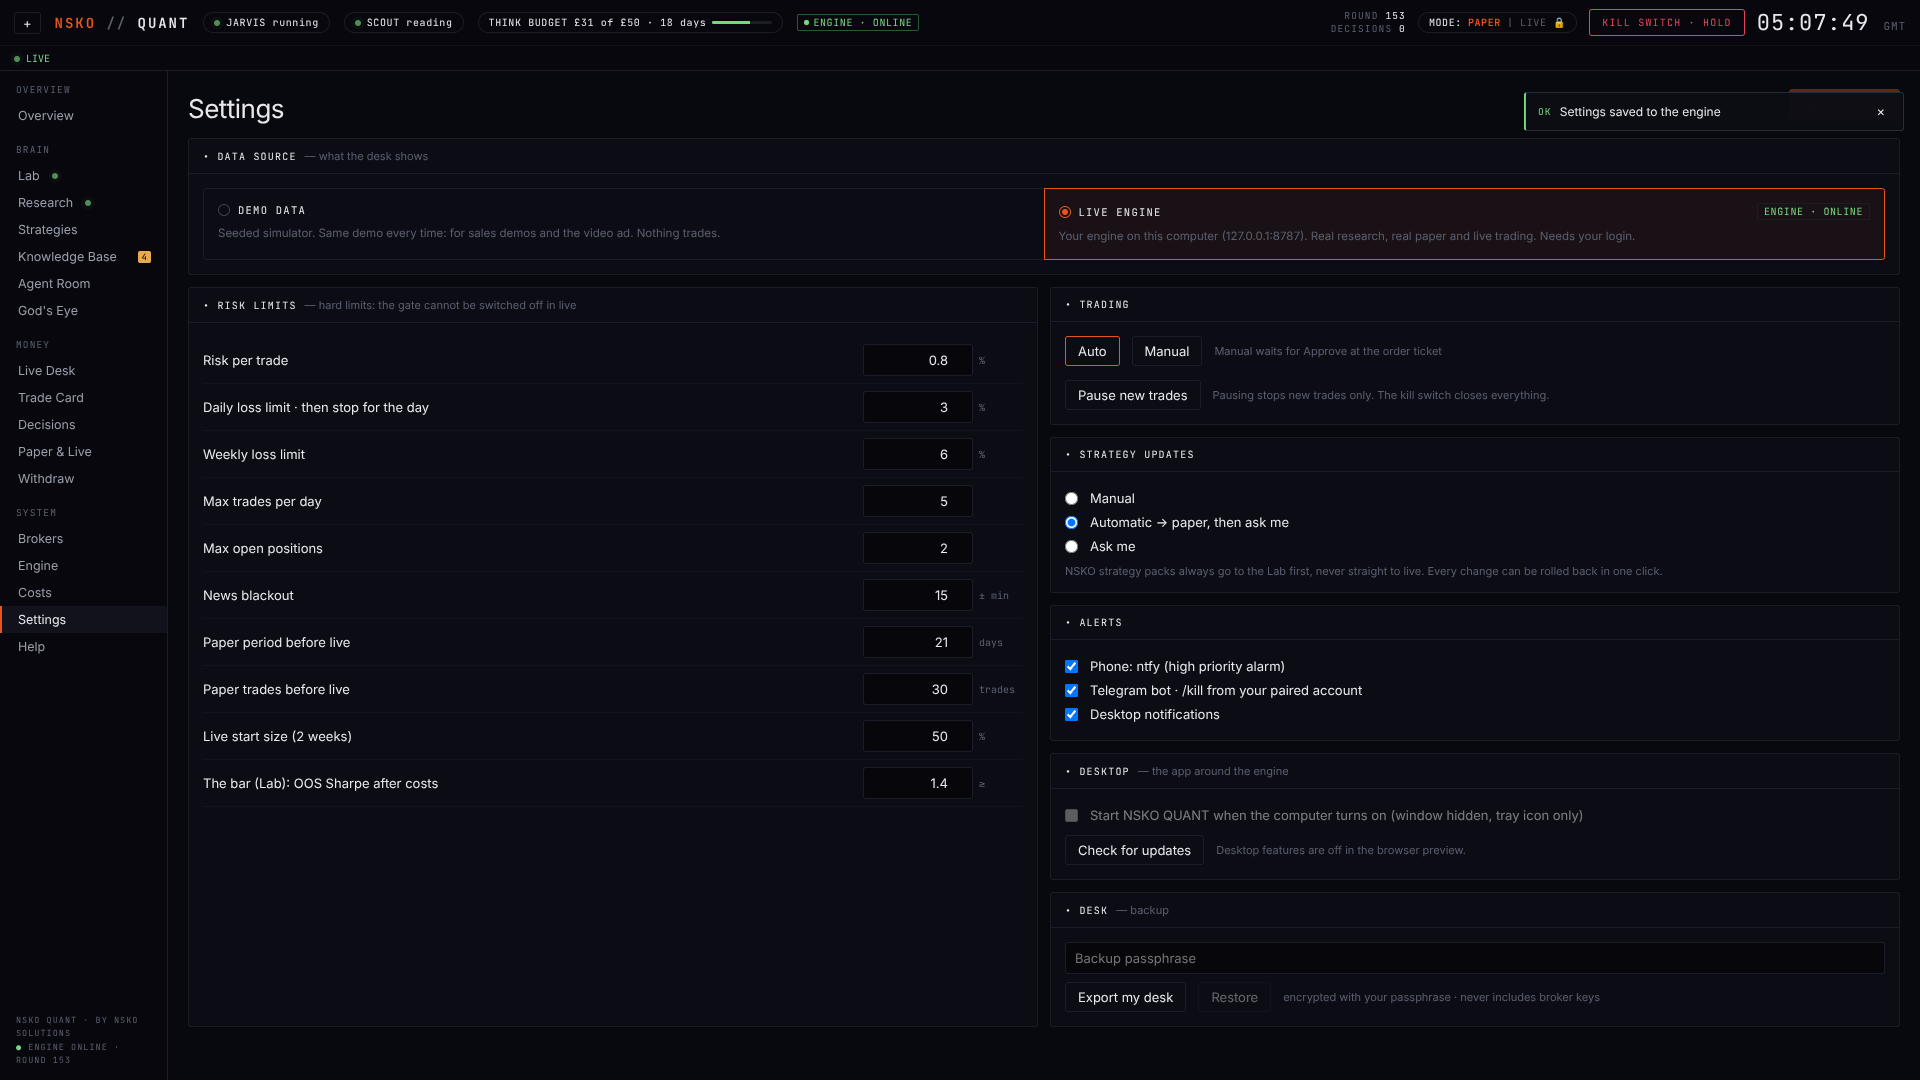 + NSKO // QUANT JARVIS running SCOUT reading THINK BUDGET £31 of £50 · 18 days ENGINE · ONLINE ROUND 153 DECISIONS 0 MODE: PAPER | LIVE 🔒 KILL SWITCH · HOLD 05:07:49 GMT
LIVE
OVERVIEW
Overview
BRAIN
Lab
Research
Strategies
Knowledge Base 4
Agent Room
God's Eye
MONEY
Live Desk
Trade Card
Decisions
Paper & Live
Withdraw
SYSTEM
Brokers
Engine
Costs
Settings
Help
NSKO QUANT · BY NSKO
SOLUTIONS
ENGINE ONLINE ·
ROUND 153
Settings
OK Settings saved to the engine ×
• DATA SOURCE — what the desk shows
DEMO DATA
Seeded simulator. Same demo every time: for sales demos and the video ad. Nothing trades.
LIVE ENGINE ENGINE · ONLINE
Your engine on this computer (127.0.0.1:8787). Real research, real paper and live trading. Needs your login.
• RISK LIMITS — hard limits: the gate cannot be switched off in live
Risk per trade 0.8 %
Daily loss limit · then stop for the day 3 %
Weekly loss limit 6 %
Max trades per day 5
Max open positions 2
News blackout 15 ± min
Paper period before live 21 days
Paper trades before live 30 trades
Live start size (2 weeks) 50 %
The bar (Lab): OOS Sharpe after costs 1.4 ≥
• TRADING
Auto Manual Manual waits for Approve at the order ticket
Pause new trades Pausing stops new trades only. The kill switch closes everything.
• STRATEGY UPDATES
Manual
Automatic → paper, then ask me
Ask me
NSKO strategy packs always go to the Lab first, never straight to live. Every change can be rolled back in one click.
• ALERTS
Phone: ntfy (high priority alarm)
Telegram bot · /kill from your paired account
Desktop notifications
• DESKTOP — the app around the engine
Start NSKO QUANT when the computer turns on (window hidden, tray icon only)
Check for updates Desktop features are off in the browser preview.
• DESK — backup
Backup passphrase
Export my desk Restore encrypted with your passphrase · never includes broker keys